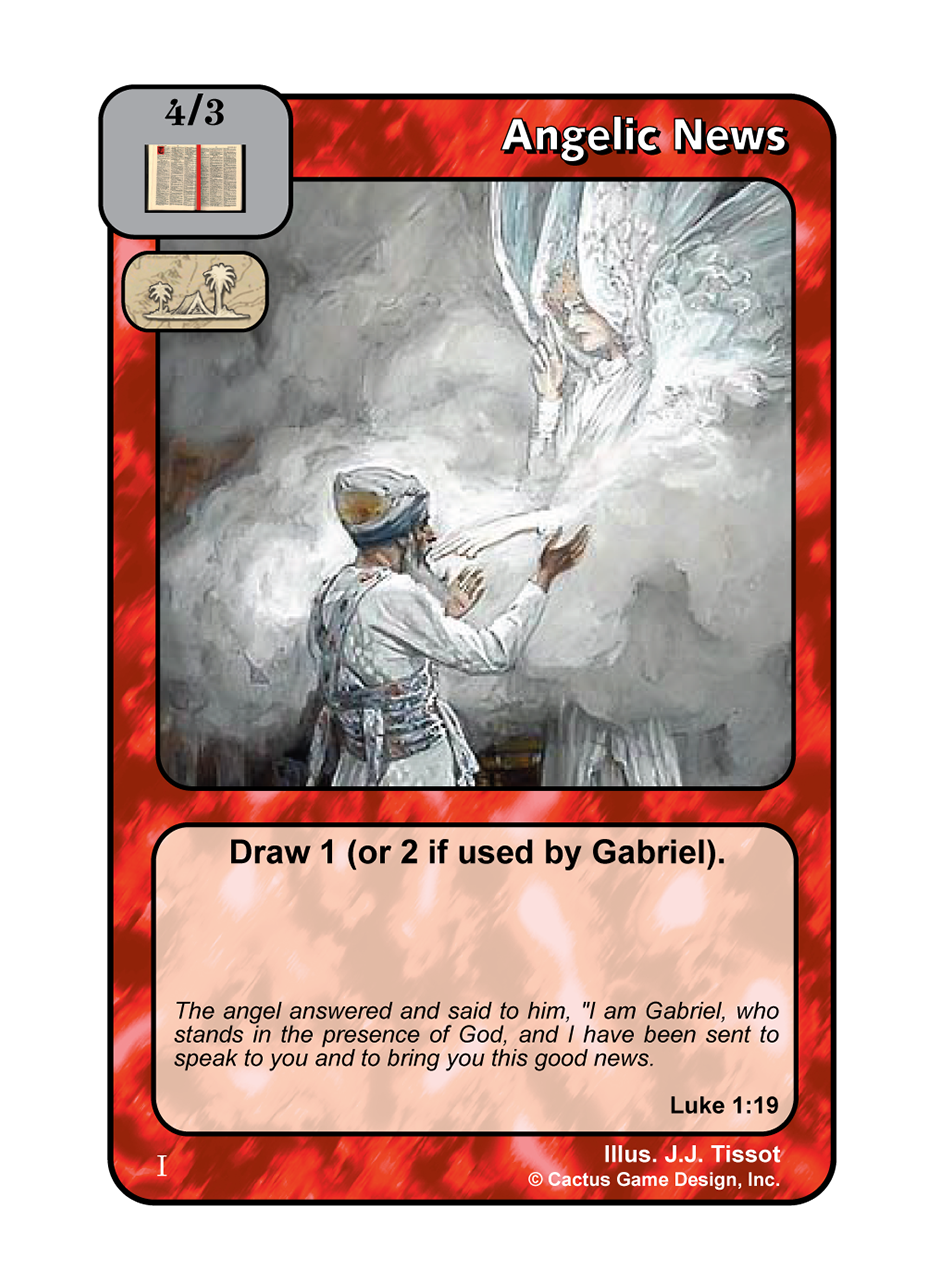 4/3
Angelic News
Draw 1 (or 2 if used by Gabriel).
The angel answered and said to him, "I am Gabriel, who
stands in the presence of God, and I have been sent to
speak to you and to bring you this good news.
Luke 1:19
I
Illus. J.J. Tissot
© Cactus Game Design, Inc.